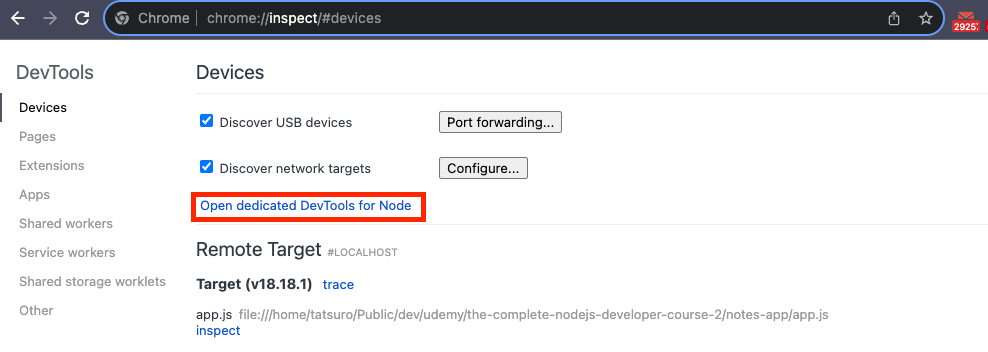 Chrome chrome://inspect/#devices
DevTools
Devices
Pages
Extensions
Apps
Shared workers
Service workers
Shared storage worklets
Other
Devices
Discover USB devices Port forwarding...
Discover network targets Configure...
Open dedicated DevTools for Node
Remote Target #LOCALHOST
Target (v18.18.1) trace
app.js file:///home/tatsuro/Public/dev/udemy/the-complete-nodejs-developer-course-2/notes-app/app.js
inspect